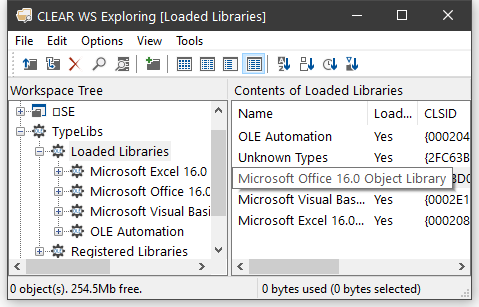 CLEAR WS Exploring [Loaded Libraries]
File Edit Options View Tools
Workspace Tree
⎕SE
TypeLibs
Loaded Libraries
Microsoft Excel 16.0
Microsoft Office 16.0
Microsoft Visual Basi
OLE Automation
Registered Libraries
Contents of Loaded Libraries
Name Load... CLSID
OLE Automation Yes {000204
Unknown Types Yes {2FC63B
Microsoft Office 16.0 Object Library
Microsoft Visual Bas... Yes {0002E1
Microsoft Excel 16.0... Yes {000208
0 object(s). 254.5Mb free. 0 bytes used (0 bytes selected)